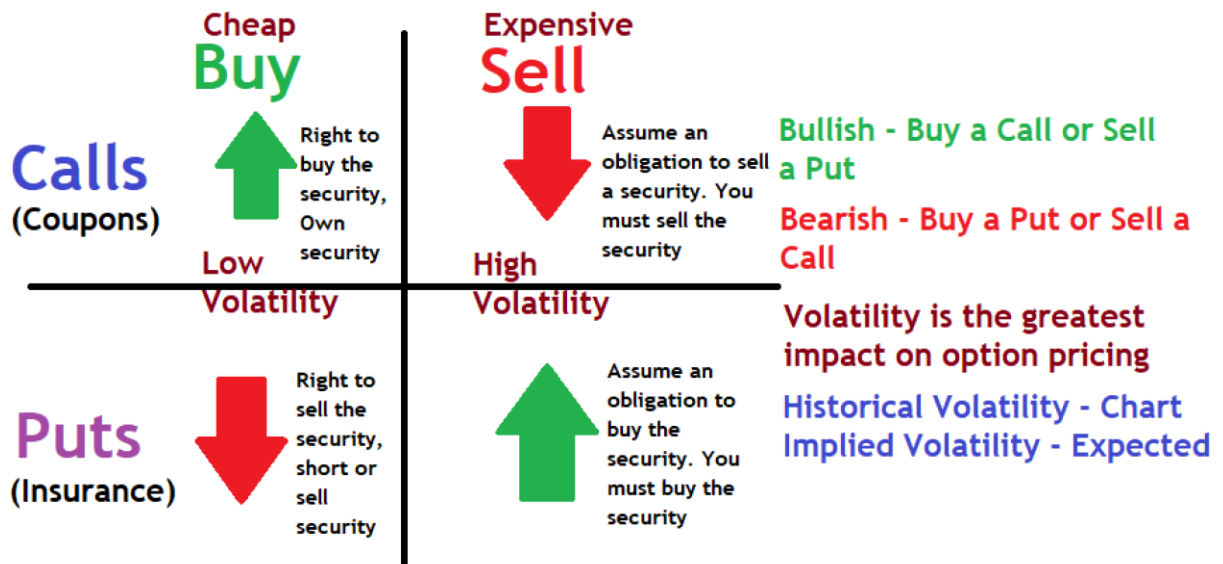 Cheap
Buy
Expensive
Sell
Calls
(Coupons)
Right to
buy the
security,
Own
security
Assume an
obligation to sell
a security. You
must sell the
security
Bullish - Buy a Call or Sell
a Put
Bearish - Buy a Put or Sell a
Call
Low
Volatility
High
Volatility
Volatility is the greatest
impact on option pricing
Puts
(Insurance)
Right to
sell the
security,
short or
sell
security
Assume an
obligation to
buy the
security. You
must buy the
security
Historical Volatility - Chart
Implied Volatility - Expected